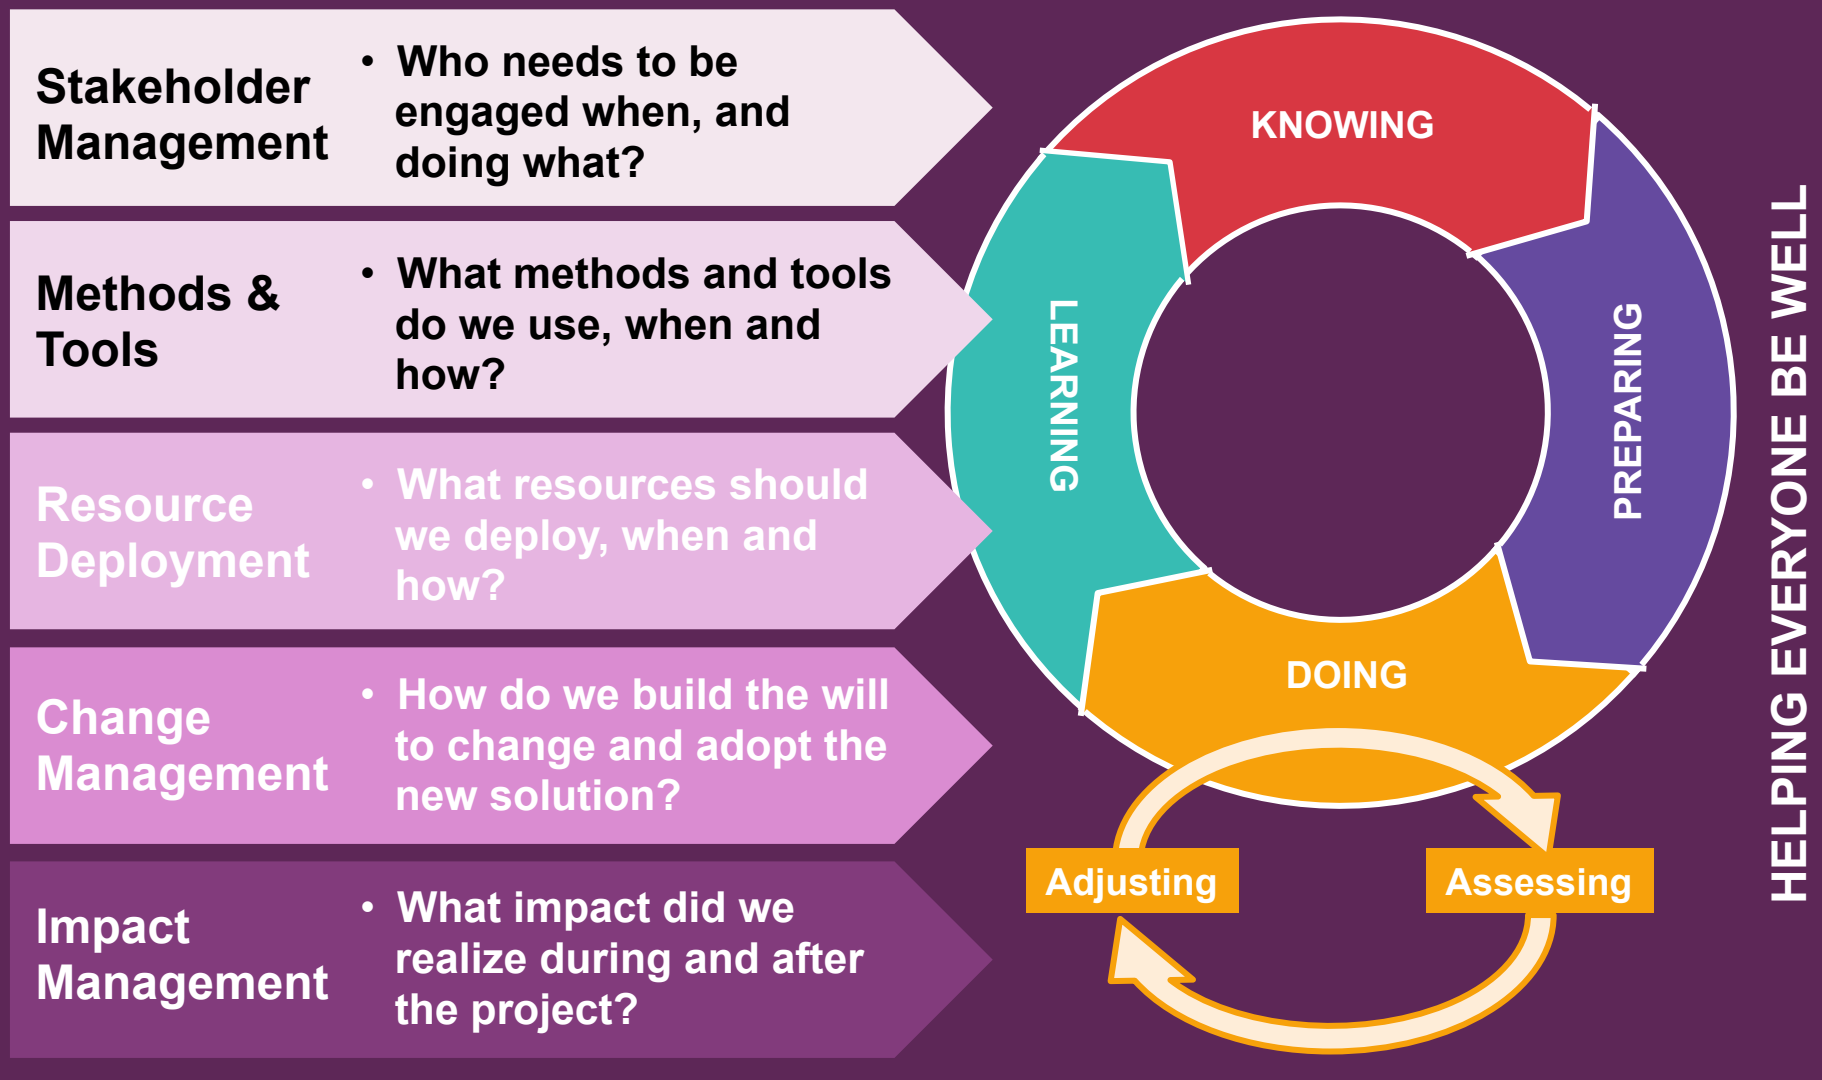 Stakeholder
Management
• Who needs to be
engaged when, and
doing what?
Methods &
Tools
• What methods and tools
do we use, when and
how?
Resource
Deployment
• What resources should
we deploy, when and
how?
Change
Management
• How do we build the will
to change and adopt the
new solution?
Impact
Management
• What impact did we
realize during and after
the project?
KNOWING
PREPARING
DOING
LEARNING
Adjusting
Assessing
HELPING EVERYONE BE WELL